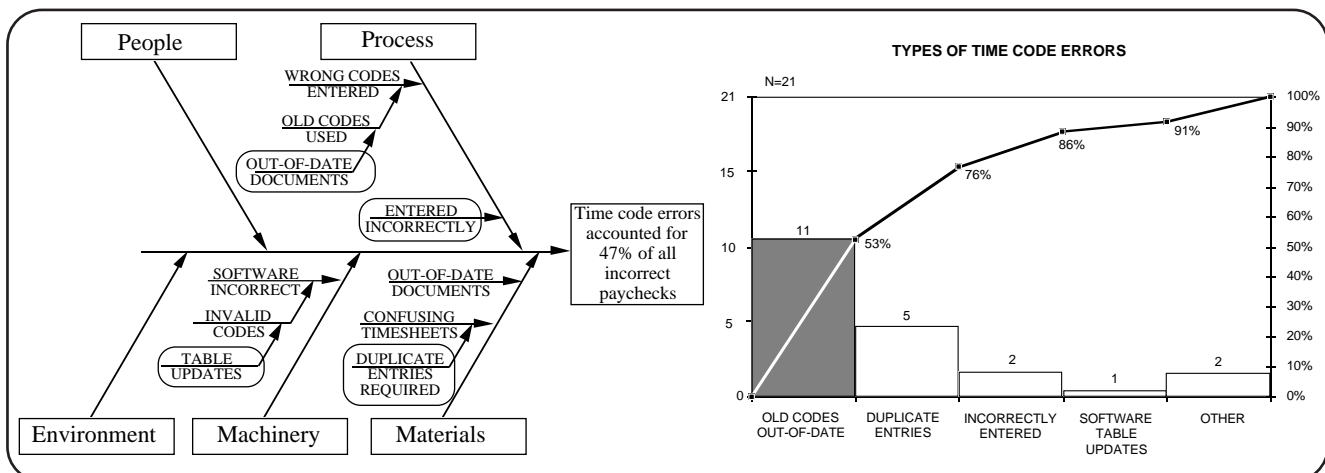 People
Process
WRONG CODES
ENTERED
OLD CODES
USED
OUT-OF-DATE
DOCUMENTS
ENTERED
INCORRECTLY
Time code errors
accounted for
47% of all
incorrect
paychecks
SOFTWARE
INCORRECT
INVALID
CODES
TABLE
UPDATES
OUT-OF-DATE
DOCUMENTS
CONFUSING
TIMESHEETS
DUPLICATE
ENTRIES
REQUIRED
Environment
Machinery
Materials
TYPES OF TIME CODE ERRORS
N=21
21
15
10
5
0
11
5
2
1
2
53%
76%
86%
91%
100%
90%
80%
70%
60%
50%
40%
30%
20%
10%
0%
OLD CODES
OUT-OF-DATE
DUPLICATE
ENTRIES
INCORRECTLY
ENTERED
SOFTWARE
TABLE
UPDATES
OTHER